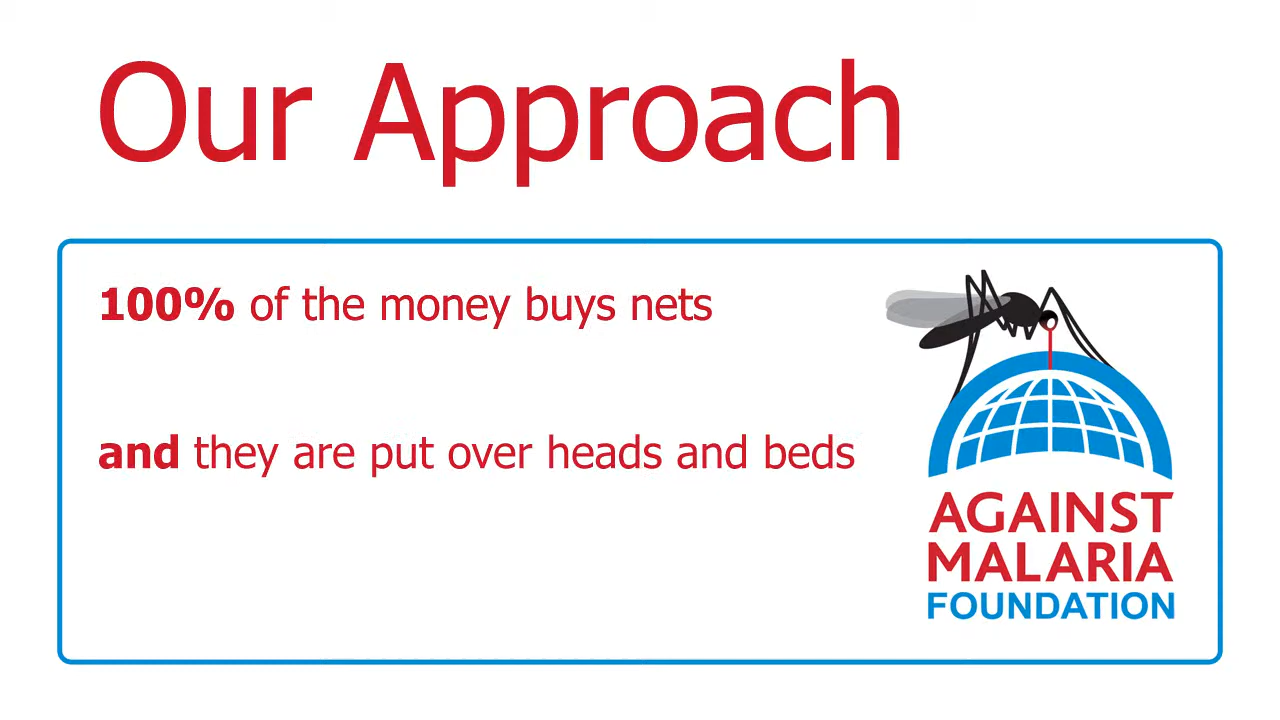 Our Approach
100% of the money buys nets
and they are put over heads and beds
AGAINST
MALARIA
FOUNDATION